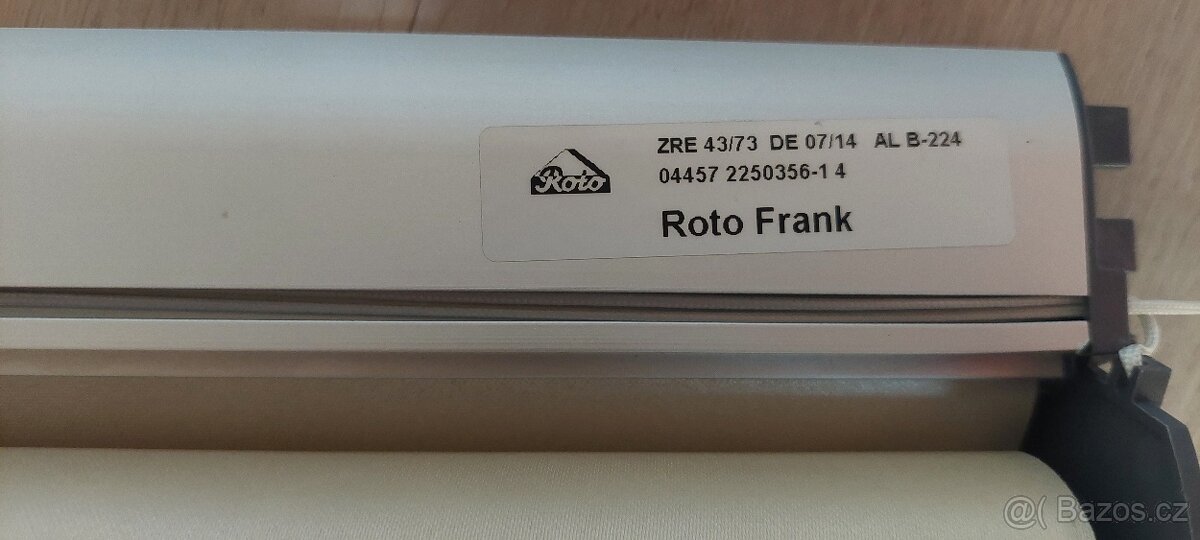 Roto
ZRE 43/73 DE 07/14 AL B-224
04457 2250356-1 4
Roto Frank
@( Bazos.cz